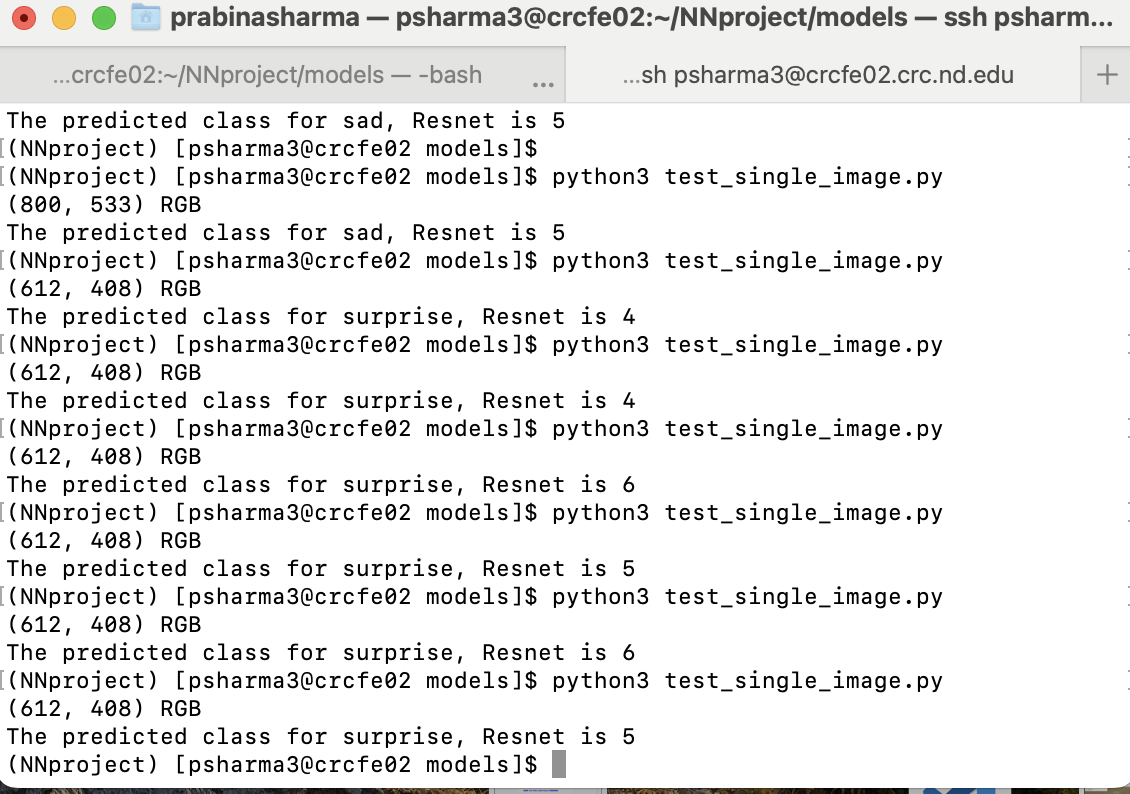 prabinasharma — psharma3@crcfe02:~/NNproject/models — ssh psharm...
...crcfe02:~/NNproject/models — -bash ...
...sh psharma3@crcfe02.crc.nd.edu +
The predicted class for sad, Resnet is 5
[(NNproject) [psharma3@crcfe02 models]$
[(NNproject) [psharma3@crcfe02 models]$ python3 test_single_image.py
(800, 533) RGB
The predicted class for sad, Resnet is 5
[(NNproject) [psharma3@crcfe02 models]$ python3 test_single_image.py
(612, 408) RGB
The predicted class for surprise, Resnet is 4
[(NNproject) [psharma3@crcfe02 models]$ python3 test_single_image.py
(612, 408) RGB
The predicted class for surprise, Resnet is 4
[(NNproject) [psharma3@crcfe02 models]$ python3 test_single_image.py
(612, 408) RGB
The predicted class for surprise, Resnet is 6
[(NNproject) [psharma3@crcfe02 models]$ python3 test_single_image.py
(612, 408) RGB
The predicted class for surprise, Resnet is 5
[(NNproject) [psharma3@crcfe02 models]$ python3 test_single_image.py
(612, 408) RGB
The predicted class for surprise, Resnet is 6
[(NNproject) [psharma3@crcfe02 models]$ python3 test_single_image.py
(612, 408) RGB
The predicted class for surprise, Resnet is 5
(NNproject) [psharma3@crcfe02 models]$